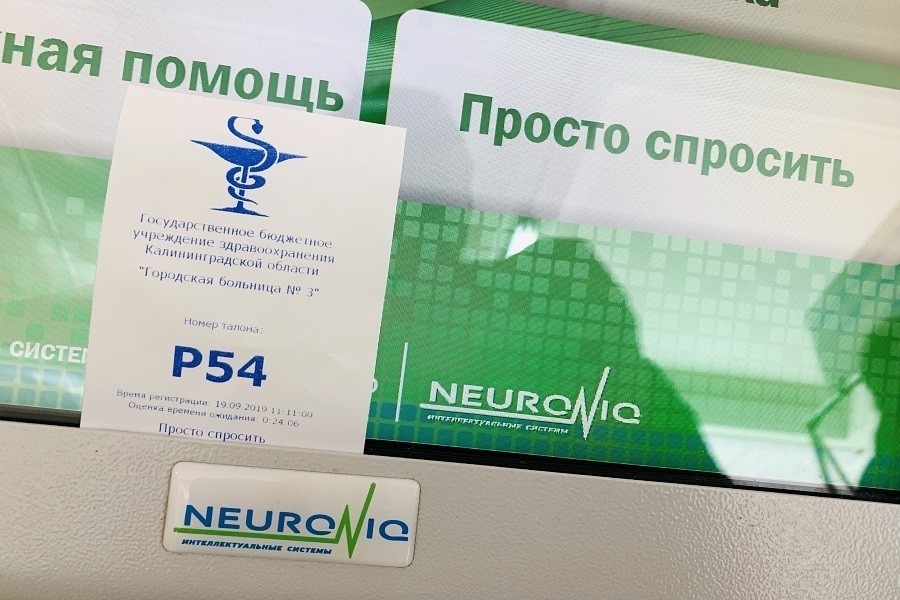 ная помощь
Просто спросить
Государственное бюджетное
учреждение здравоохранения
Калининградской области
"Городская больница № 3"
Номер талона:
Р54
Время регистрации: 19.09.2019 11:11:00
Оценка времени ожидания: 0:24:06
Просто спросить
СИСТЕМ
NEURONIQ
ИНТЕЛЛЕКТУАЛЬНЫЕ СИСТЕМЫ
NEURONIQ
ИНТЕЛЛЕКТУАЛЬНЫЕ СИСТЕМЫ